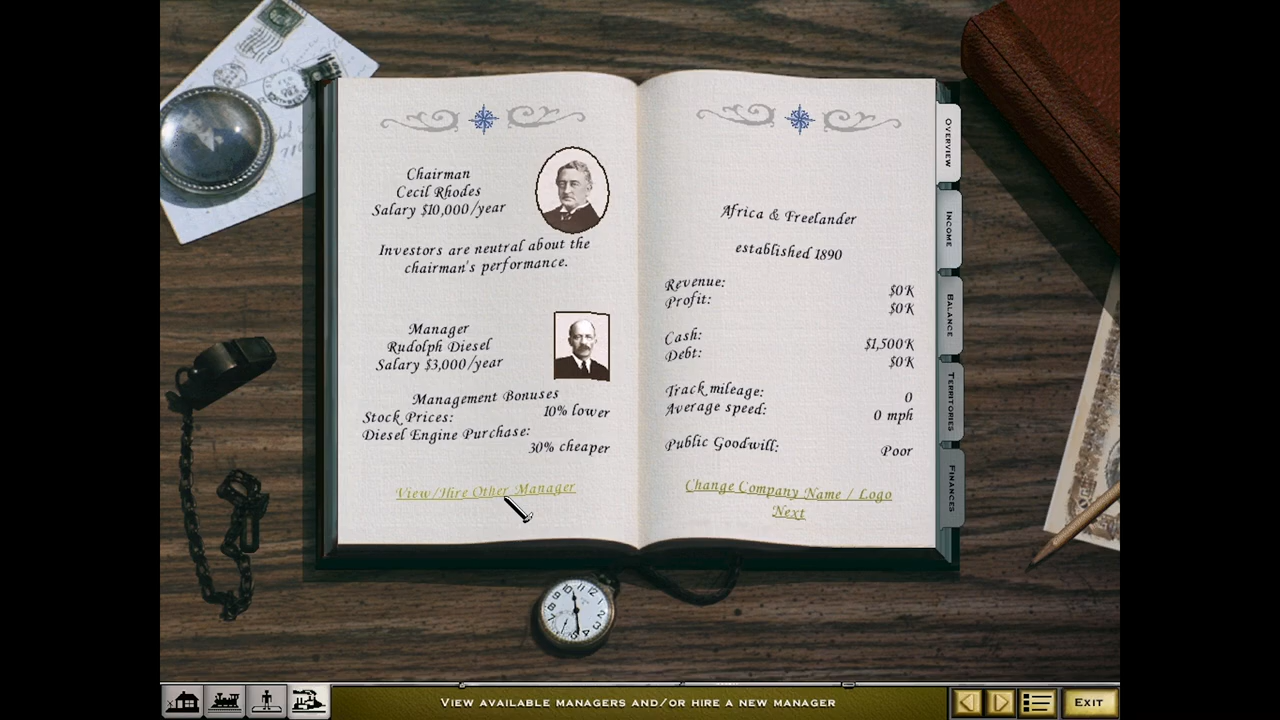 Chairman
Cecil Rhodes
Salary $10,000/year
Investors are neutral about the
chairman's performance.
Manager
Rudolph Diesel
Salary $3,000/year
Management Bonuses
Stock Prices: 10% lower
Diesel Engine Purchase:
30% cheaper
View/Hire Other Manager
Africa & Freelander
established 1890
Revenue: $0K
Profit: $0K
Cash: $1,500K
Debt: $0K
Track mileage: 0
Average speed: 0 mph
Public Goodwill: Poor
Change Company Name / Logo
Next
OVERVIEW
INCOME
BALANCE
TERRITORIES
FINANCES
VIEW AVAILABLE MANAGERS AND/OR HIRE A NEW MANAGER
EXIT